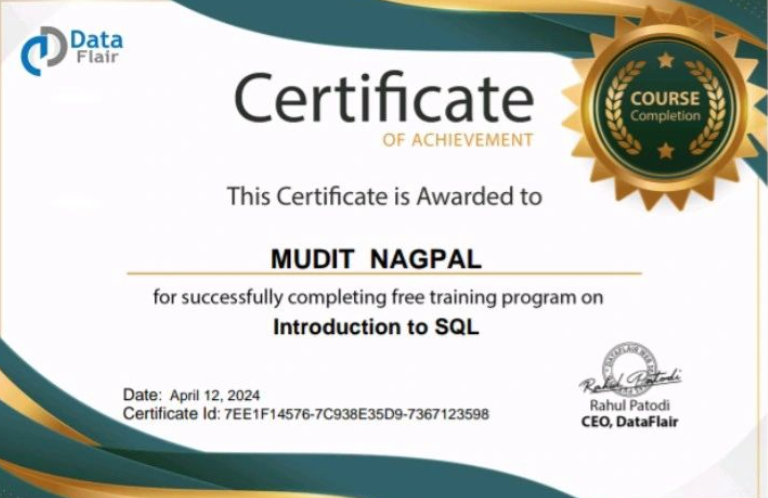 Data
Flair
Certificate
OF ACHIEVEMENT
COURSE
Completion
This Certificate is Awarded to
MUDIT NAGPAL
for successfully completing free training program on
Introduction to SQL
Date: April 12, 2024
Certificate Id: 7EE1F14576-7C938E35D9-7367123598
Rahul Patodi
Rahul Patodi
CEO, DataFlair